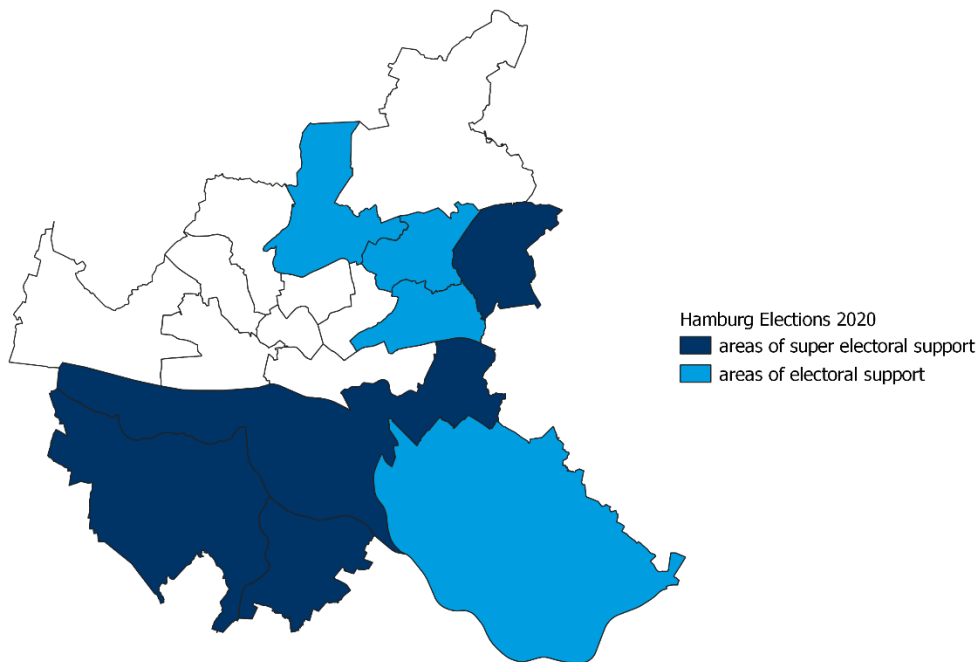 Hamburg Elections 2020
areas of super electoral support
areas of electoral support